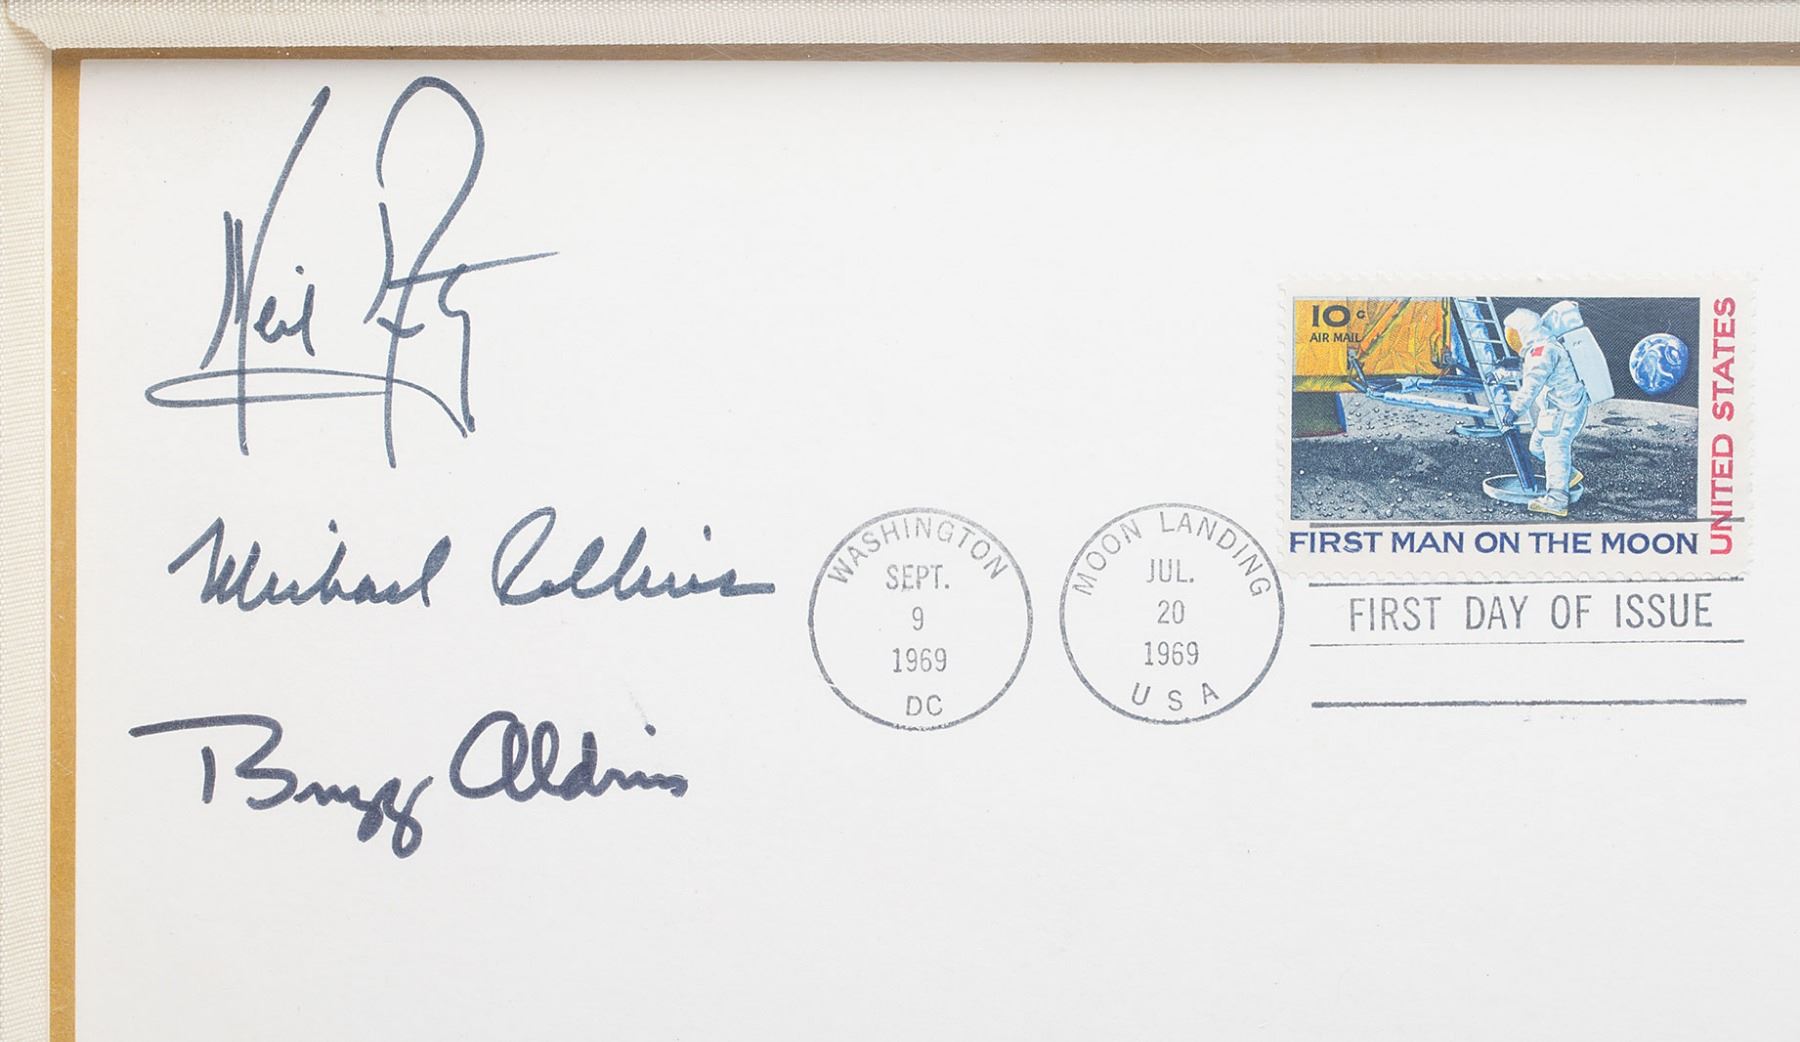 Neil Armstrong
Michael Collins
Buzz Aldrin
WASHINGTON
SEPT.
9
1969
DC
MOON LANDING
JUL.
20
1969
USA
10c
AIR MAIL
UNITED STATES
FIRST MAN ON THE MOON
FIRST DAY OF ISSUE